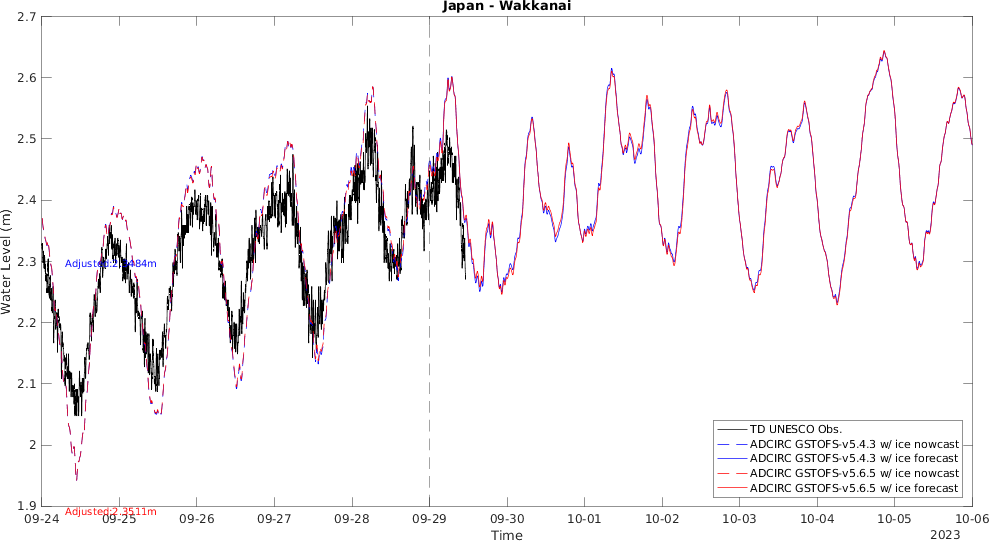 Japan - Wakkanai
2.7
2.6
2.5
2.4
2.3
2.2
2.1
2
1.9
Water Level (m)
Adjusted:2.3511m
09-24
09-25
09-26
09-27
09-28
09-29
09-30
10-01
10-02
10-03
10-04
10-05
10-06
Time
2023
TD UNESCO Obs.
ADCIRC GSTOFS-v5.4.3 w/ ice nowcast
ADCIRC GSTOFS-v5.4.3 w/ ice forecast
ADCIRC GSTOFS-v5.6.5 w/ ice nowcast
ADCIRC GSTOFS-v5.6.5 w/ ice forecast